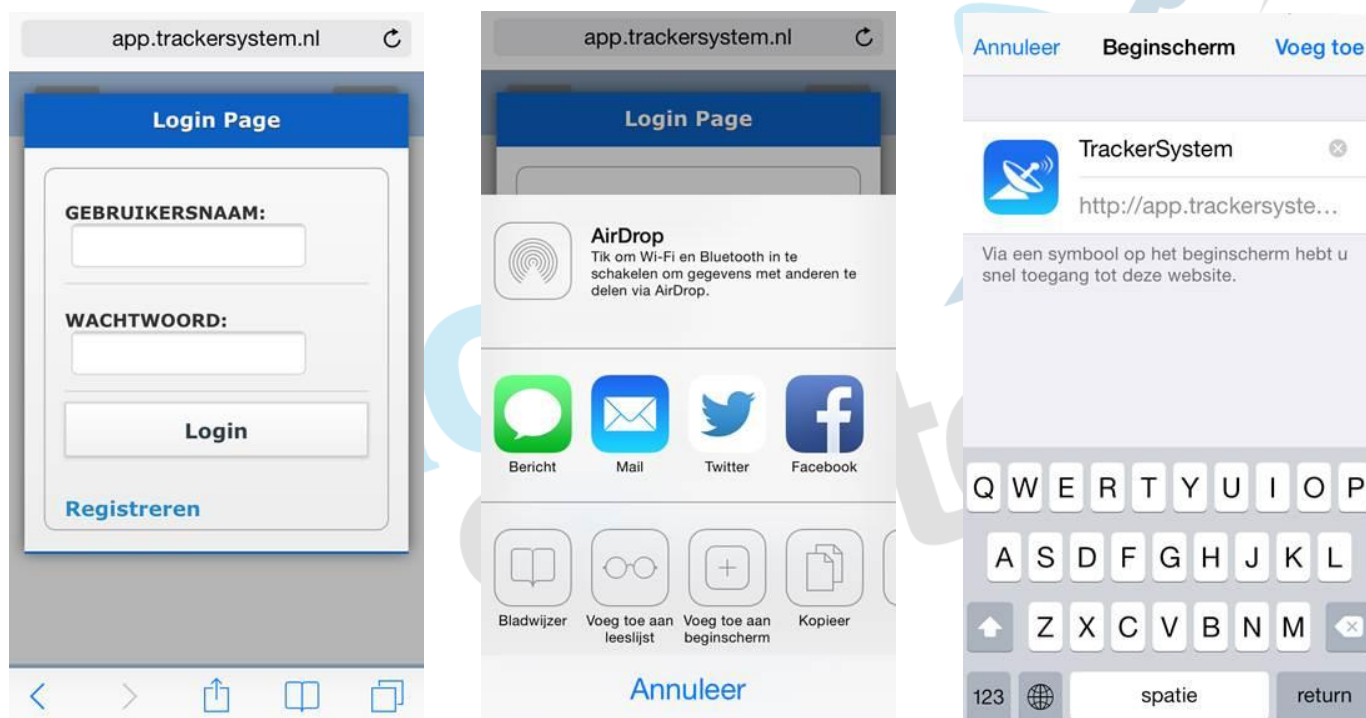 app.trackersystem.nl
Login Page
GEBRUIKERSNAAM:
WACHTWOORD:
Login
Registreren
app.trackersystem.nl
Login Page
AirDrop
Tik om Wi-Fi en Bluetooth in te
schakelen om gegevens met anderen te
delen via AirDrop.
Bericht Mail Twitter Facebook
Bladwijzer Voeg toe aan leeslijst Voeg toe aan beginscherm Kopieer
Annuleer
Annuleer Beginscherm Voeg toe
TrackerSystem
http://app.trackersyste...
Via een symbool op het beginscherm hebt u
snel toegang tot deze website.
Q W E R T Y U I O P
A S D F G H J K L
Z X C V B N M
123 spatie return